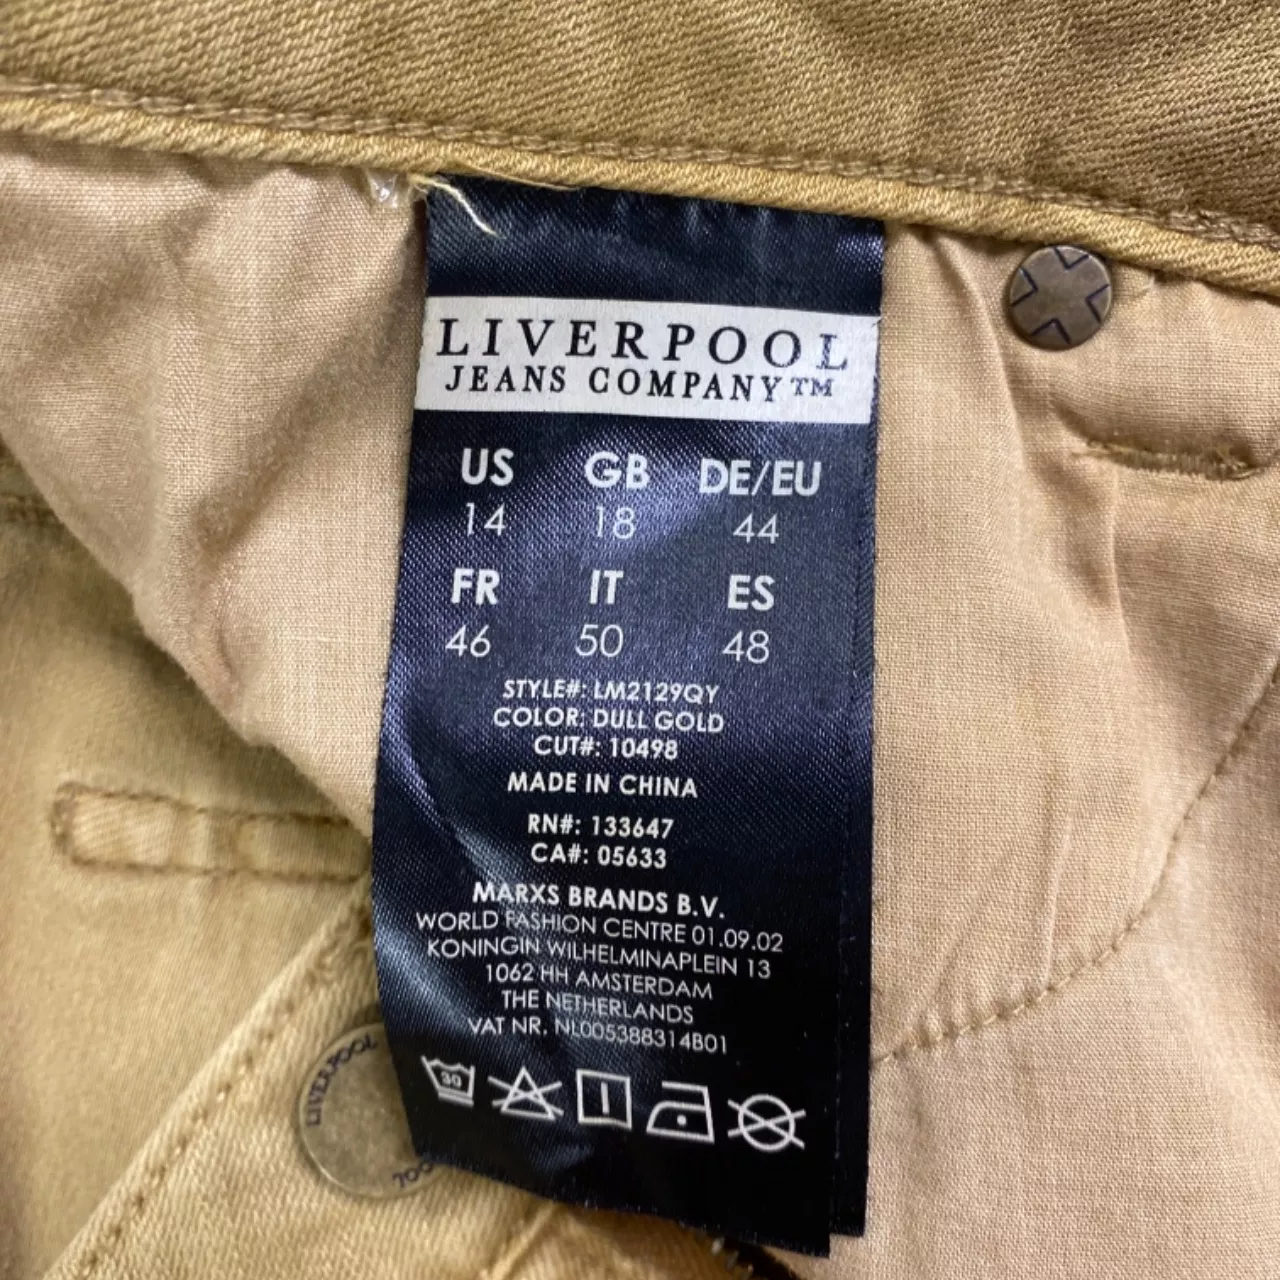 LIVERPOOL
JEANS COMPANY™
US GB DE/EU
14 18 44
FR IT ES
46 50 48
STYLE#: LM2129QY
COLOR: DULL GOLD
CUT#: 10498
MADE IN CHINA
RN#: 133647
CA#: 05633
MARXS BRANDS B.V.
WORLD FASHION CENTRE 01.09.02
KONINGIN WILHELMINAPLEIN 13
1062 HH AMSTERDAM
THE NETHERLANDS
VAT NR. NL005388314B01
30
LIVERPOOL